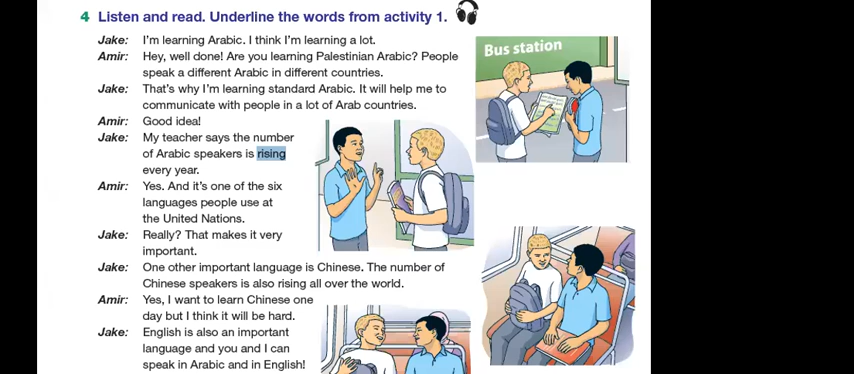 4 Listen and read. Underline the words from activity 1.
Jake: I'm learning Arabic. I think I'm learning a lot.
Amir: Hey, well done! Are you learning Palestinian Arabic? People
speak a different Arabic in different countries.
Jake: That's why I'm learning standard Arabic. It will help me to
communicate with people in a lot of Arab countries.
Amir: Good idea!
Jake: My teacher says the number
of Arabic speakers is rising
every year.
Amir: Yes. And it's one of the six
languages people use at
the United Nations.
Jake: Really? That makes it very
important.
Jake: One other important language is Chinese. The number of
Chinese speakers is also rising all over the world.
Amir: Yes, I want to learn Chinese one
day but I think it will be hard.
Jake: English is also an important
language and you and I can
speak in Arabic and in English!
Bus station